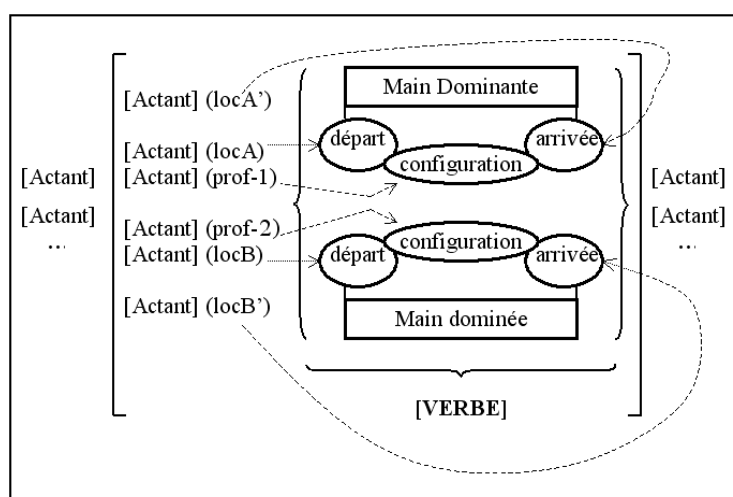 [Actant] (locA')
Main Dominante
départ
arrivée
[Actant] (locA)
configuration
[Actant]
[Actant] (prof-1)
[Actant]
[Actant]
[Actant] (prof-2)
[Actant]
...
configuration
...
[Actant] (locB)
départ
arrivée
[Actant] (locB')
Main dominée
[VERBE]